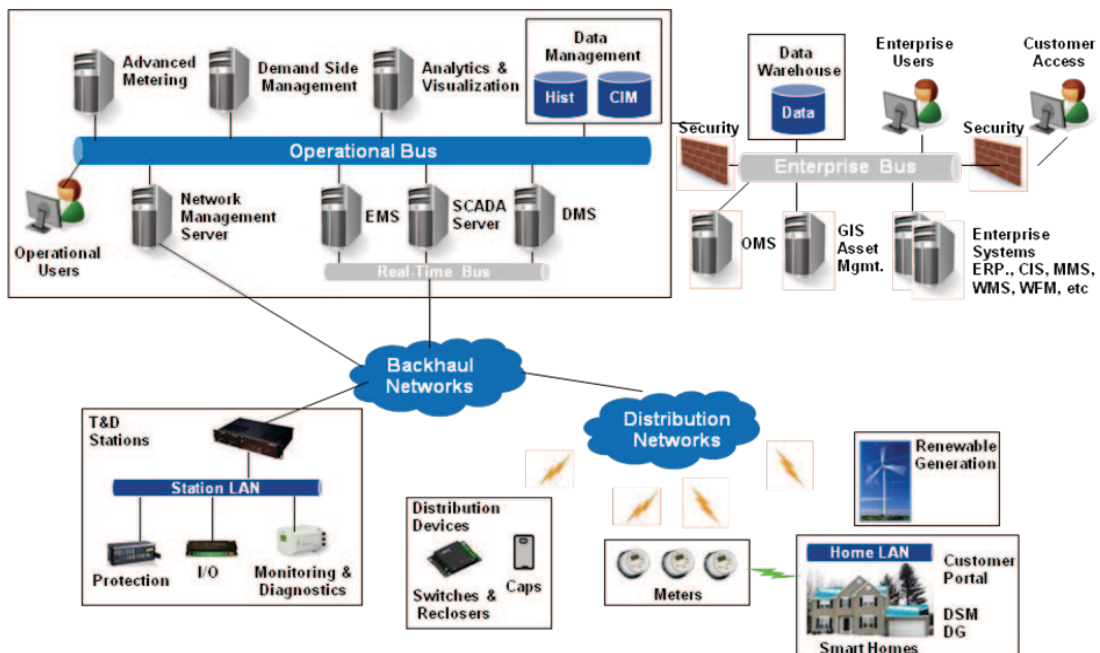 Advanced
Metering
Demand Side
Management
Analytics &
Visualization
Data
Management
Hist
CIM
Data
Warehouse
Data
Enterprise
Users
Customer
Access
Security
Security
Operational Bus
Enterprise Bus
Operational
Users
Network
Management
Server
EMS
SCADA
Server
DMS
Real-Time Bus
OMS
GIS
Asset
Mgmt.
Enterprise
Systems
ERP., CIS, MMS,
WMS, WFM, etc
Backhaul
Networks
Distribution
Networks
T&D
Stations
Station LAN
Protection
I/O
Monitoring &
Diagnostics
Distribution
Devices
Switches &
Reclosers
Caps
Meters
Renewable
Generation
Home LAN
Customer
Portal
DSM
DG
Smart Homes